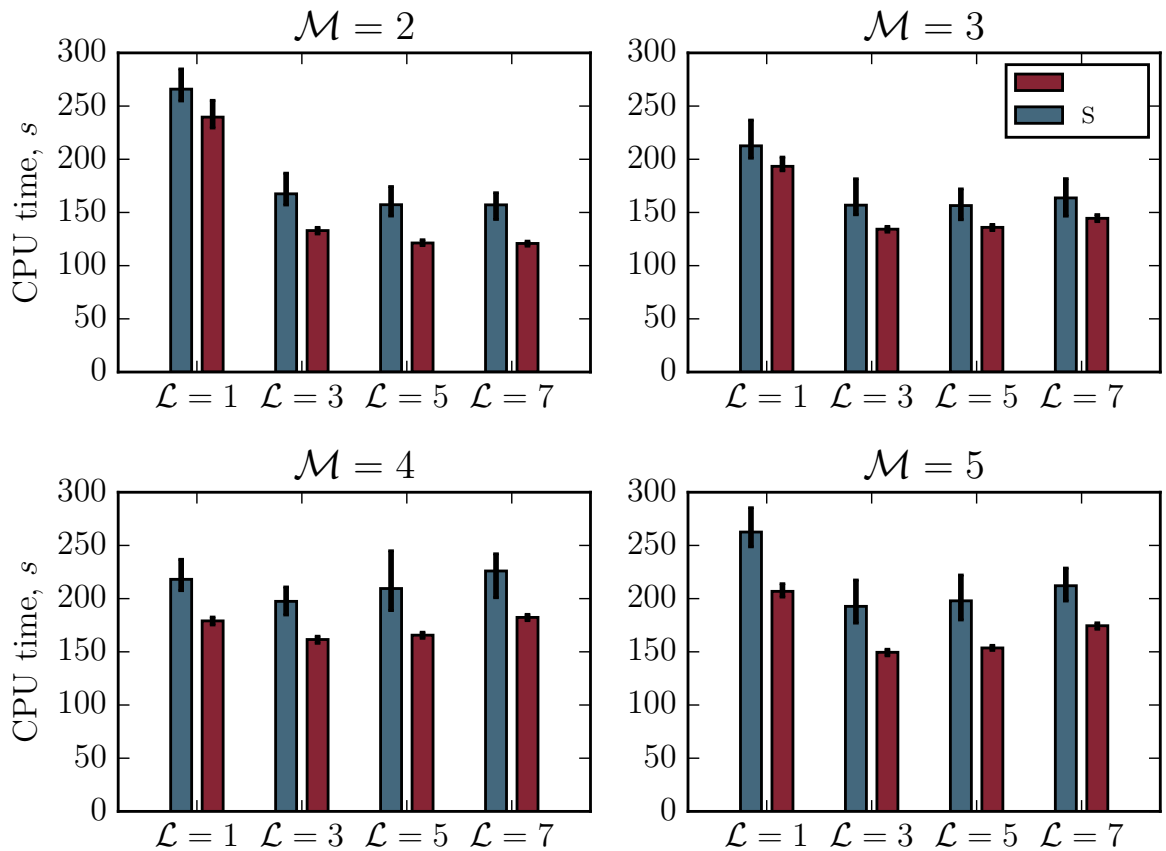 ℳ = 2
300
250
200
150
100
50
0
CPU time, s
ℒ = 1 ℒ = 3 ℒ = 5 ℒ = 7
ℳ = 3
300
250
200
150
100
50
0
s
ℒ = 1 ℒ = 3 ℒ = 5 ℒ = 7
ℳ = 4
300
250
200
150
100
50
0
CPU time, s
ℒ = 1 ℒ = 3 ℒ = 5 ℒ = 7
ℳ = 5
300
250
200
150
100
50
0
ℒ = 1 ℒ = 3 ℒ = 5 ℒ = 7